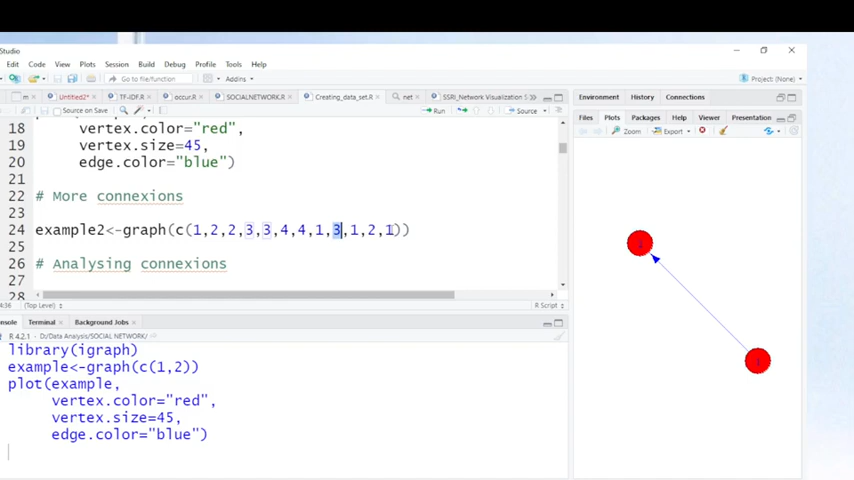 Studio
Edit Code View Plots Session Build Debug Profile Tools Help
Go to file/function Addins Project: (None)
Untitled2* TF-IDF.R occur.R SOCIALNETWORK.R Creating_data_set.R net SSRI_Network Visualization S
Source on Save Run Source
18 vertex.color="red",
19 vertex.size=45,
20 edge.color="blue")
21
22 # More connexions
23
24 example2<-graph(c(1,2,2,3,3,4,4,1,3,1,2,1))
25
26 # Analysing connexions
27
28
4:36 (Top Level) R Script
Console Terminal Background Jobs
R 4.2.1 · D:/Data Analysis/SOCIAL NETWORK/
library(igraph)
example<-graph(c(1,2))
plot(example,
vertex.color="red",
vertex.size=45,
edge.color="blue")
Environment History Connections
Files Plots Packages Help Viewer Presentation
Zoom Export